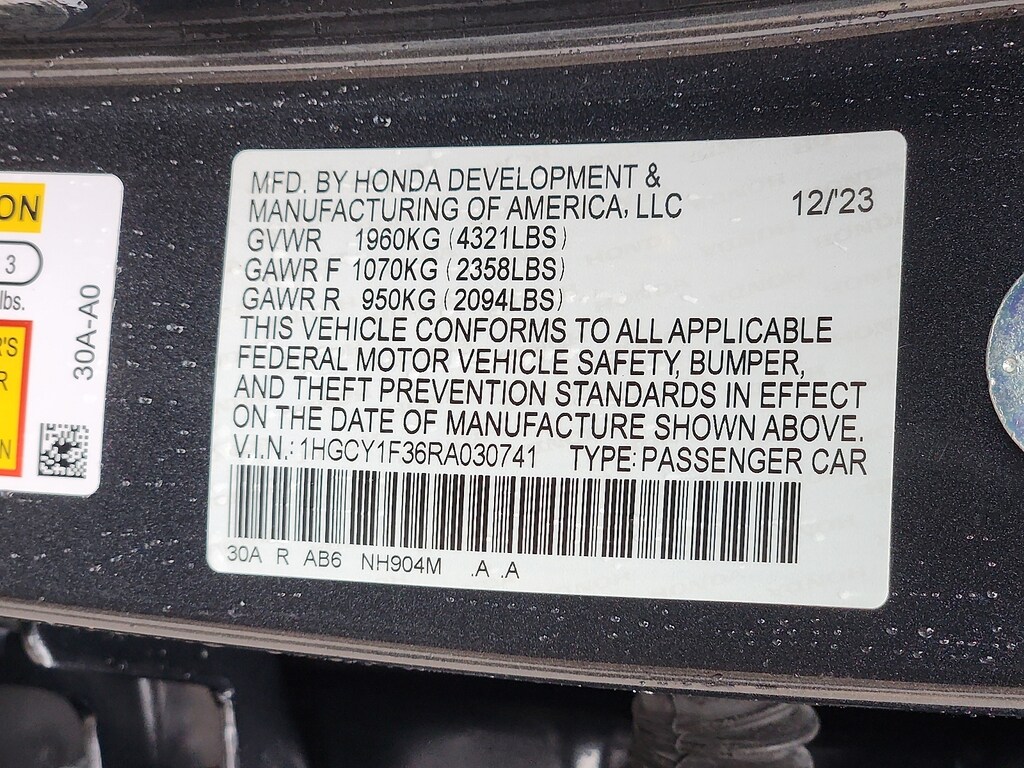 MFD. BY HONDA DEVELOPMENT &
MANUFACTURING OF AMERICA, LLC 12/'23
GVWR 1960KG (4321LBS)
GAWR F 1070KG (2358LBS)
GAWR R 950KG (2094LBS)
THIS VEHICLE CONFORMS TO ALL APPLICABLE
FEDERAL MOTOR VEHICLE SAFETY, BUMPER,
AND THEFT PREVENTION STANDARDS IN EFFECT
ON THE DATE OF MANUFACTURE SHOWN ABOVE.
V.I.N.: 1HGCY1F36RA030741 TYPE: PASSENGER CAR
30A R AB6 NH904M .A .A
ON
3
lbs.
30A-A0
R'S
R
N